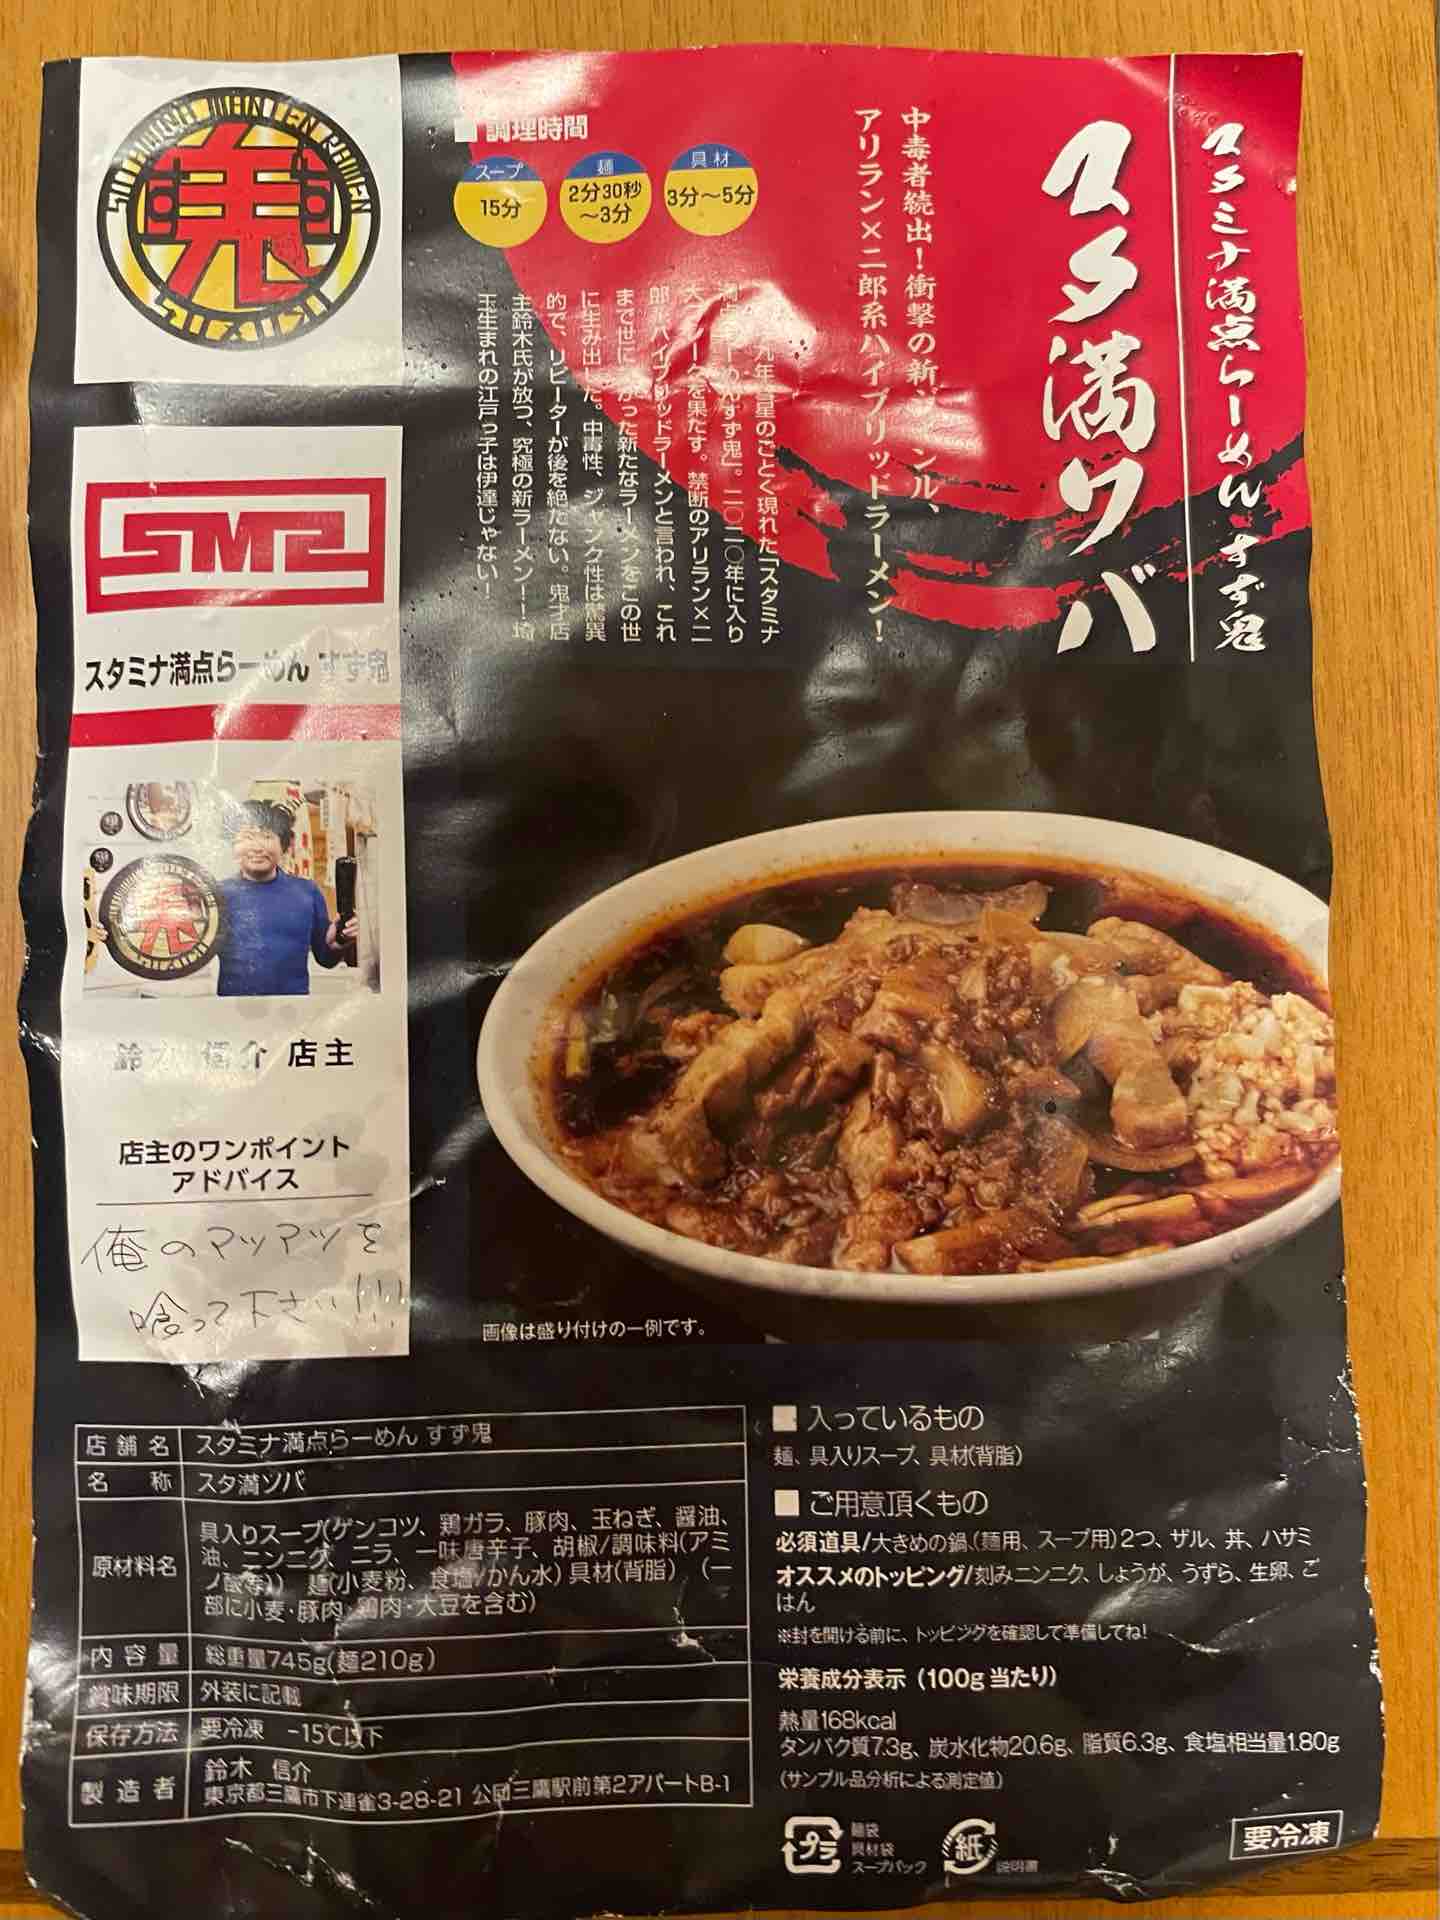 スタミナ満点らーめんすず鬼
スタ満ソバ
中毒者続出!衝撃の新ジャンル、
アリラン×二郎系ハイブリッドラーメン!
■調理時間
スープ
15分
麺
2分30秒
〜3分
具材
3分〜5分
九年彗星のごとく現れた「スタミナ
満点らーめんすず鬼」。二〇二〇年に入り
大ブレークを果たす。禁断のアリラン×二
郎系ハイブリッドラーメンと言われ、これ
まで世になかった新たなラーメンをこの世
に生み出した。中毒性、ジャンク性は驚異
的で、リピーターが後を絶たない。鬼才店
主鈴木氏が放つ、究極の新ラーメン!!埼
玉生まれの江戸っ子は伊達じゃない!
SUTAMINA MAN TEN RAMEN
鬼
SUZUKI
SMR
スタミナ満点らーめん すず鬼
鈴木 信介 店主
店主のワンポイント
アドバイス
俺のアツアツを
喰って下さい!!!
画像は盛り付けの一例です。
店舗名 スタミナ満点らーめん すず鬼
名称 スタ満ソバ
原材料名 具入りスープ(ゲンコツ、鶏ガラ、豚肉、玉ねぎ、醤油、
油、ニンニク、ニラ、一味唐辛子、胡椒/調味料(アミ
ノ酸等)) 麺(小麦粉、食塩/かん水)具材(背脂) (一
部に小麦・豚肉・鶏肉・大豆を含む)
内容量 総重量745g(麺210g)
賞味期限 外装に記載
保存方法 要冷凍 -15℃以下
製造者 鈴木 信介
東京都三鷹市下連雀3-28-21 公団三鷹駅前第2アパートB-1
■入っているもの
麺、具入りスープ、具材(背脂)
■ご用意頂くもの
必須道具/大きめの鍋、(麺用、スープ用)2つ、ザル、丼、ハサミ
オススメのトッピング/刻みニンニク、しょうが、うずら、生卵、ご
はん
※封を開ける前に、トッピングを確認して準備してね!
栄養成分表示(100g当たり)
熱量168kcal
タンパク質7.3g、炭水化物20.6g、脂質6.3g、食塩相当量1.80g
(サンプル品分析による測定値)
プラ
麺袋
具材袋
スープパック
紙
説明書
要冷凍